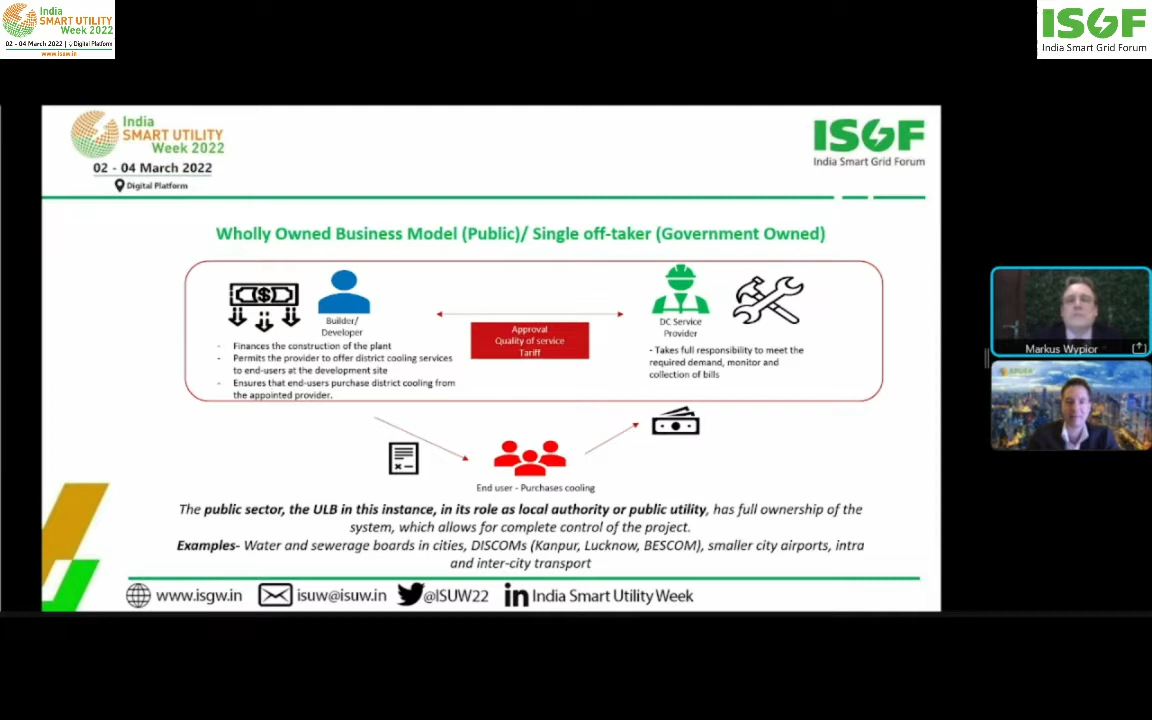 India
SMART UTILITY
Week 2022
02 - 04 March 2022 | Digital Platform
www.isuw.in
ISGF
India Smart Grid Forum
India
SMART UTILITY
Week 2022
02 - 04 March 2022
Digital Platform
ISGF
India Smart Grid Forum
Wholly Owned Business Model (Public)/ Single off-taker (Government Owned)
Builder/
Developer
- Finances the construction of the plant
- Permits the provider to offer district cooling services
to end-users at the development site
- Ensures that end-users purchase district cooling from
the appointed provider.
Approval
Quality of service
Tariff
DC Service
Provider
- Takes full responsibility to meet the
required demand, monitor and
collection of bills
End user - Purchases cooling
The public sector, the ULB in this instance, in its role as local authority or public utility, has full ownership of the
system, which allows for complete control of the project.
Examples- Water and sewerage boards in cities, DISCOMs (Kanpur, Lucknow, BESCOM), smaller city airports, intra
and inter-city transport
www.isgw.in
isuw@isuw.in
@ISUW22
in India Smart Utility Week
Markus Wypior